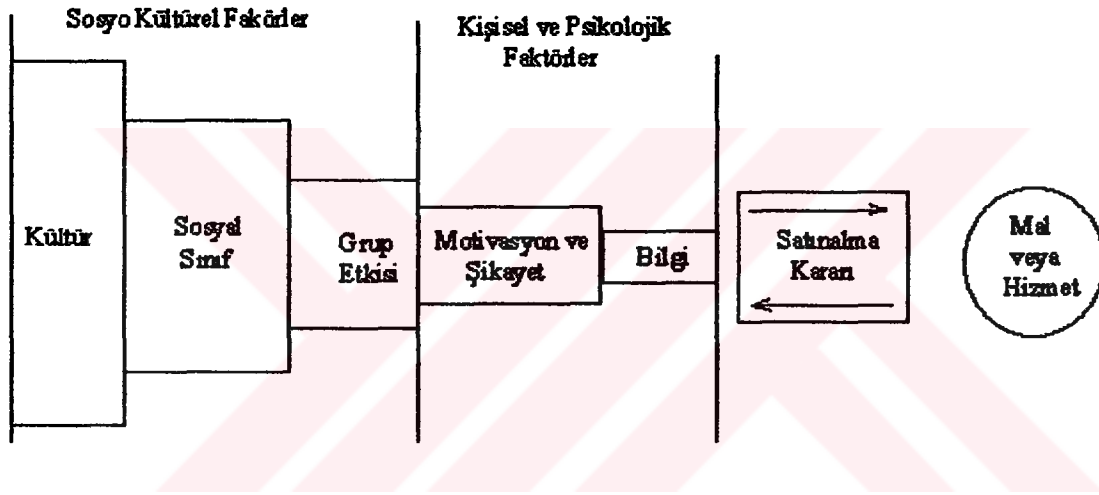 Sosyo Kültürel Fakörler
Kişisel ve Psikolojik
Faktörler
Kültür
Sosyal
Sınıf
Grup
Etkisi
Motivasyon ve
Şikayet
Bilgi
Satınalma
Kararı
Mal
veya
Hizmet